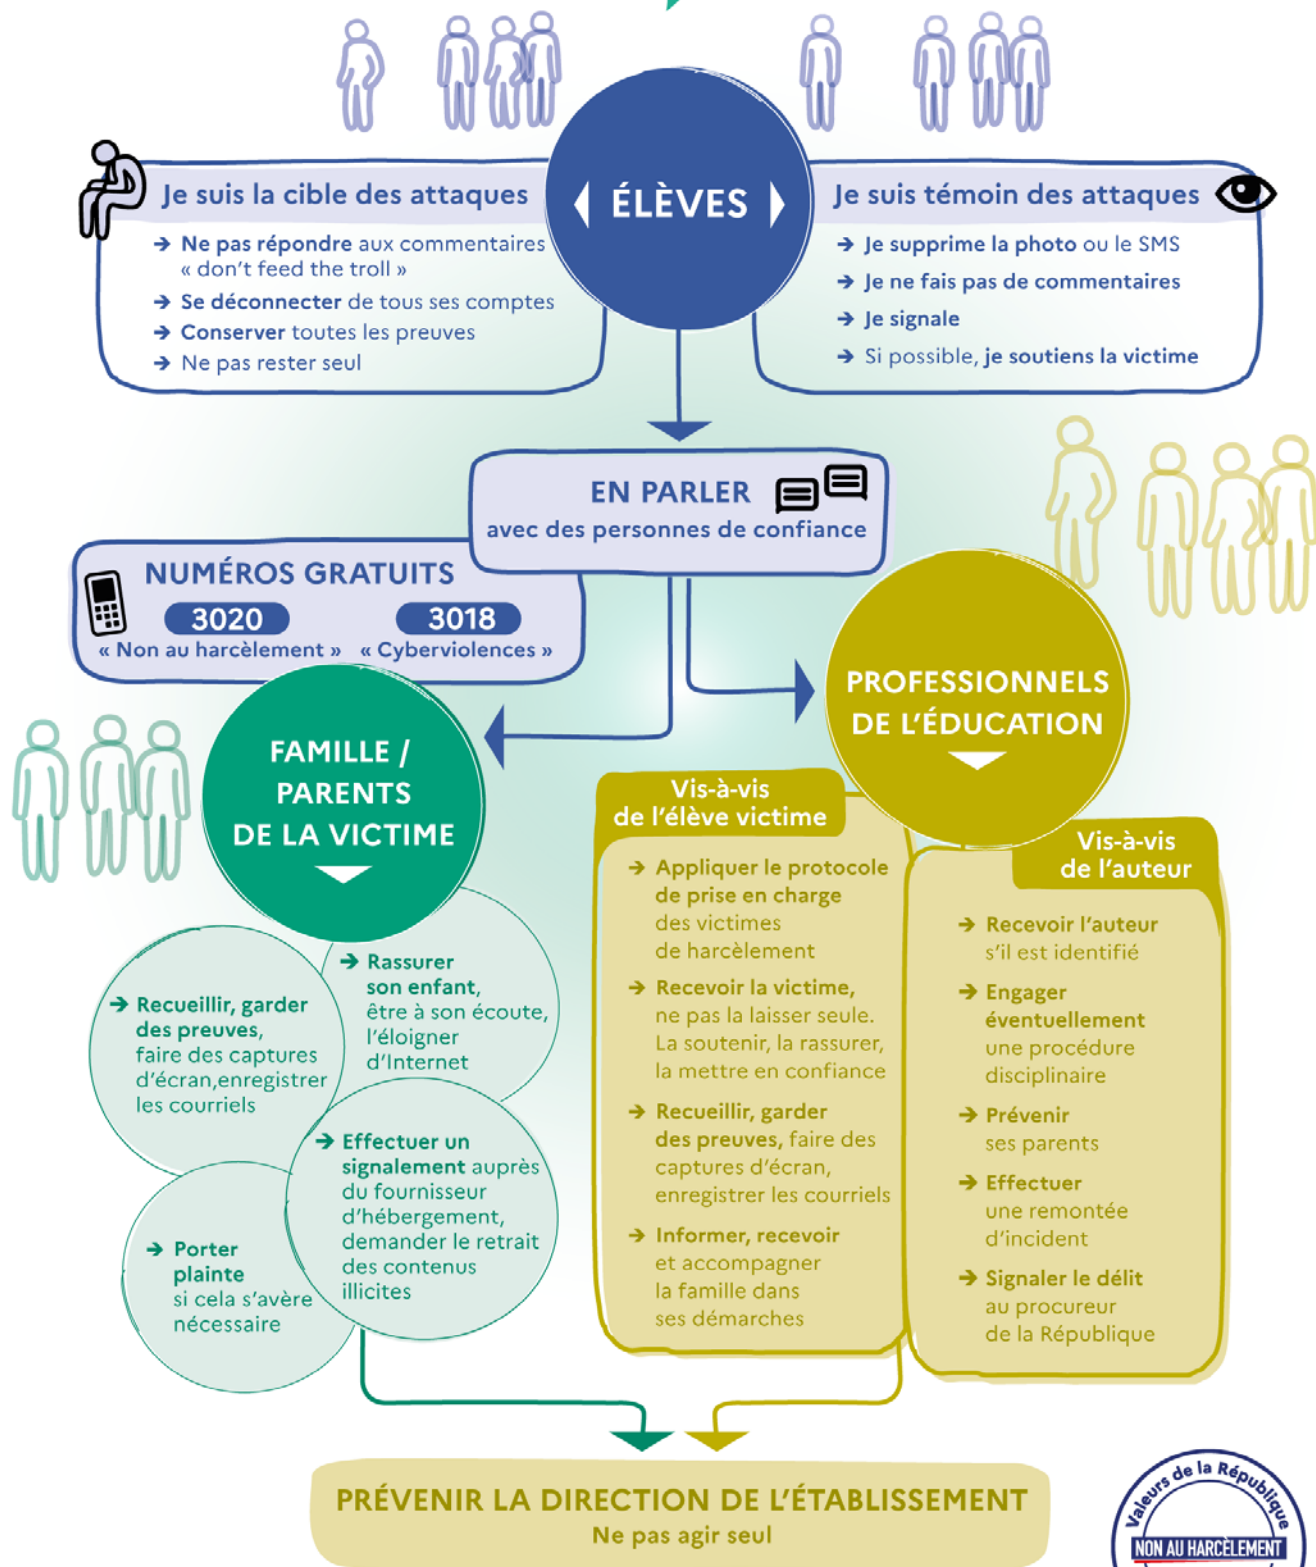 ÉLÈVES
Je suis la cible des attaques
→ Ne pas répondre aux commentaires
« don't feed the troll »
→ Se déconnecter de tous ses comptes
→ Conserver toutes les preuves
→ Ne pas rester seul
Je suis témoin des attaques
→ Je supprime la photo ou le SMS
→ Je ne fais pas de commentaires
→ Je signale
→ Si possible, je soutiens la victime
EN PARLER
avec des personnes de confiance
NUMÉROS GRATUITS
3020
« Non au harcèlement »
3018
« Cyberviolences »
FAMILLE /
PARENTS
DE LA VICTIME
→ Recueillir, garder
des preuves,
faire des captures
d'écran,enregistrer
les courriels
→ Rassurer
son enfant,
être à son écoute,
l'éloigner
d'Internet
→ Effectuer un
signalement auprès
du fournisseur
d'hébergement,
demander le retrait
des contenus
illicites
→ Porter
plainte
si cela s'avère
nécessaire
PROFESSIONNELS
DE L'ÉDUCATION
Vis-à-vis
de l'élève victime
→ Appliquer le protocole
de prise en charge
des victimes
de harcèlement
→ Recevoir la victime,
ne pas la laisser seule.
La soutenir, la rassurer,
la mettre en confiance
→ Recueillir, garder
des preuves, faire des
captures d'écran,
enregistrer les courriels
→ Informer, recevoir
et accompagner
la famille dans
ses démarches
Vis-à-vis
de l'auteur
→ Recevoir l'auteur
s'il est identifié
→ Engager
éventuellement
une procédure
disciplinaire
→ Prévenir
ses parents
→ Effectuer
une remontée
d'incident
→ Signaler le délit
au procureur
de la République
PRÉVENIR LA DIRECTION DE L'ÉTABLISSEMENT
Ne pas agir seul
Valeurs de la République
NON AU HARCÈLEMENT